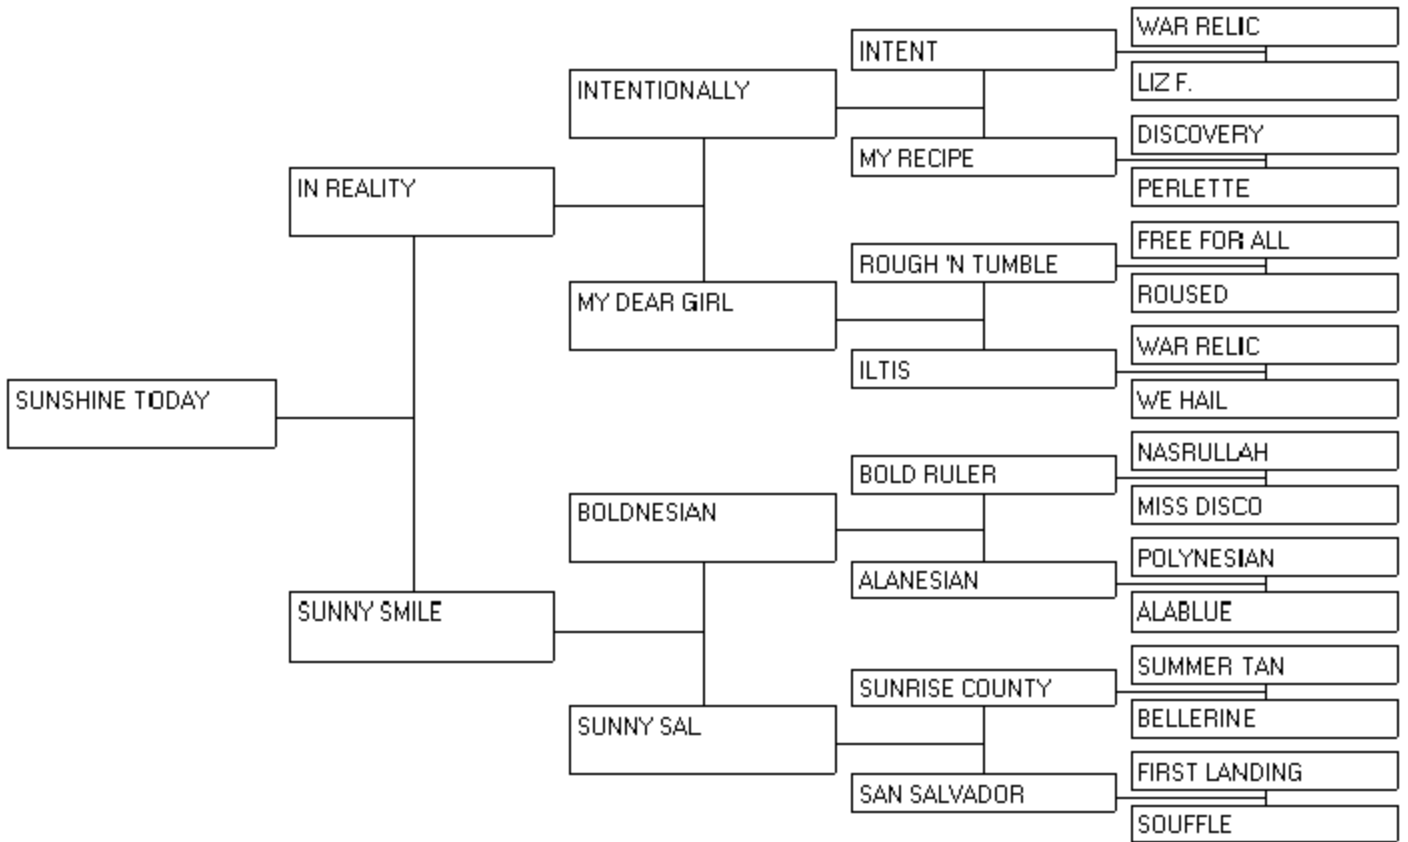 WAR RELIC
INTENT
LIZ F.
INTENTIONALLY
DISCOVERY
MY RECIPE
PERLETTE
IN REALITY
FREE FOR ALL
ROUGH 'N TUMBLE
ROUSED
MY DEAR GIRL
WAR RELIC
ILTIS
WE HAIL
SUNSHINE TODAY
NASRULLAH
BOLD RULER
MISS DISCO
BOLDNESIAN
POLYNESIAN
ALANESIAN
ALABLUE
SUNNY SMILE
SUMMER TAN
SUNRISE COUNTY
BELLERINE
SUNNY SAL
FIRST LANDING
SAN SALVADOR
SOUFFLE